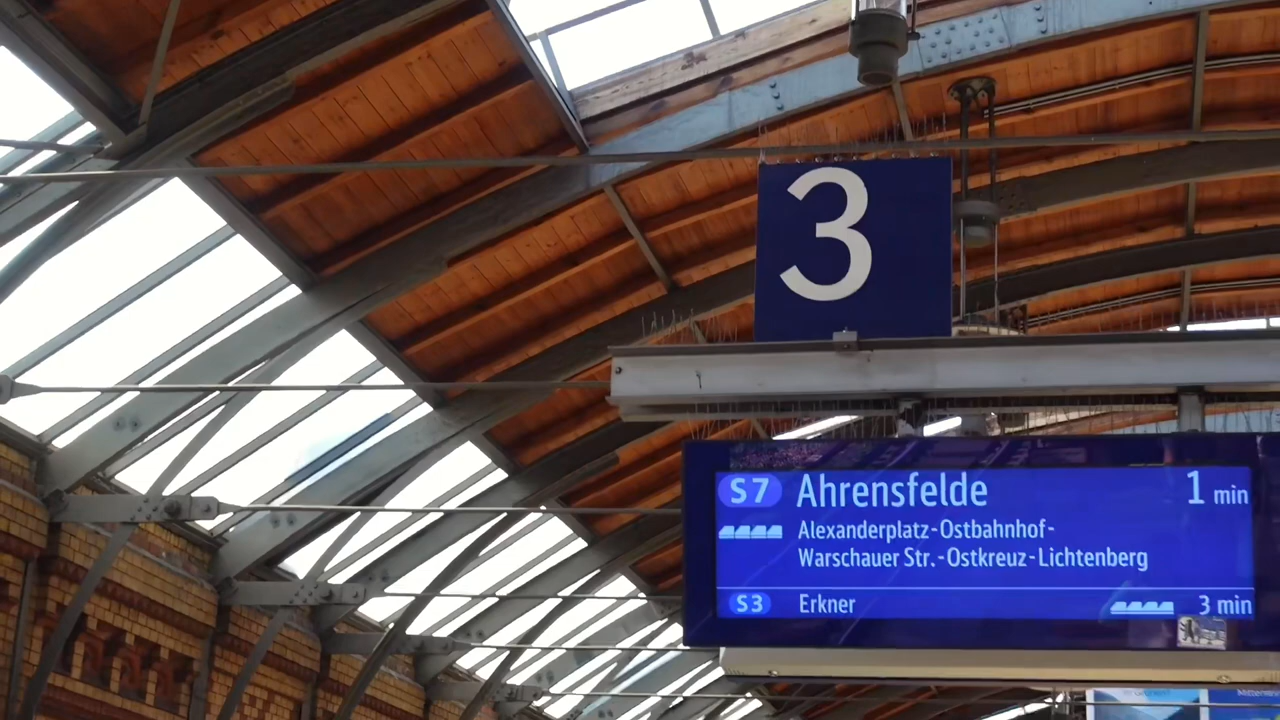 3
S7 Ahrensfelde 1 min
Alexanderplatz-Ostbahnhof-
Warschauer Str.-Ostkreuz-Lichtenberg
S3 Erkner 3 min